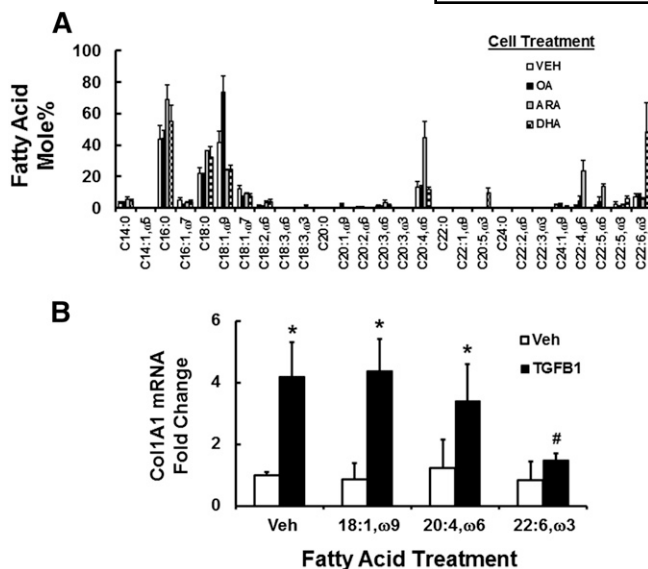 A
Cell Treatment
VEH
OA
ARA
DHA
Fatty Acid
Mole%
100
80
60
40
20
0
C14:0
C14:1,ω5
C16:0
C16:1,ω7
C18:0
C18:1,ω9
C18:1,ω7
C18:2,ω6
C18:3,ω6
C18:3,ω3
C20:0
C20:1,ω9
C20:2,ω6
C20:3,ω6
C20:4,ω6
C22:0
C22:1,ω9
C20:5,ω3
C24:0
C22:2,ω6
C22:3,ω3
C24:1,ω9
C22:4,ω6
C22:5,ω6
C22:5,ω3
C22:6,ω3
B
Col1A1 mRNA
Fold Change
6
4
2
0
* * * #
Veh
TGFB1
Veh 18:1,ω9 20:4,ω6 22:6,ω3
Fatty Acid Treatment